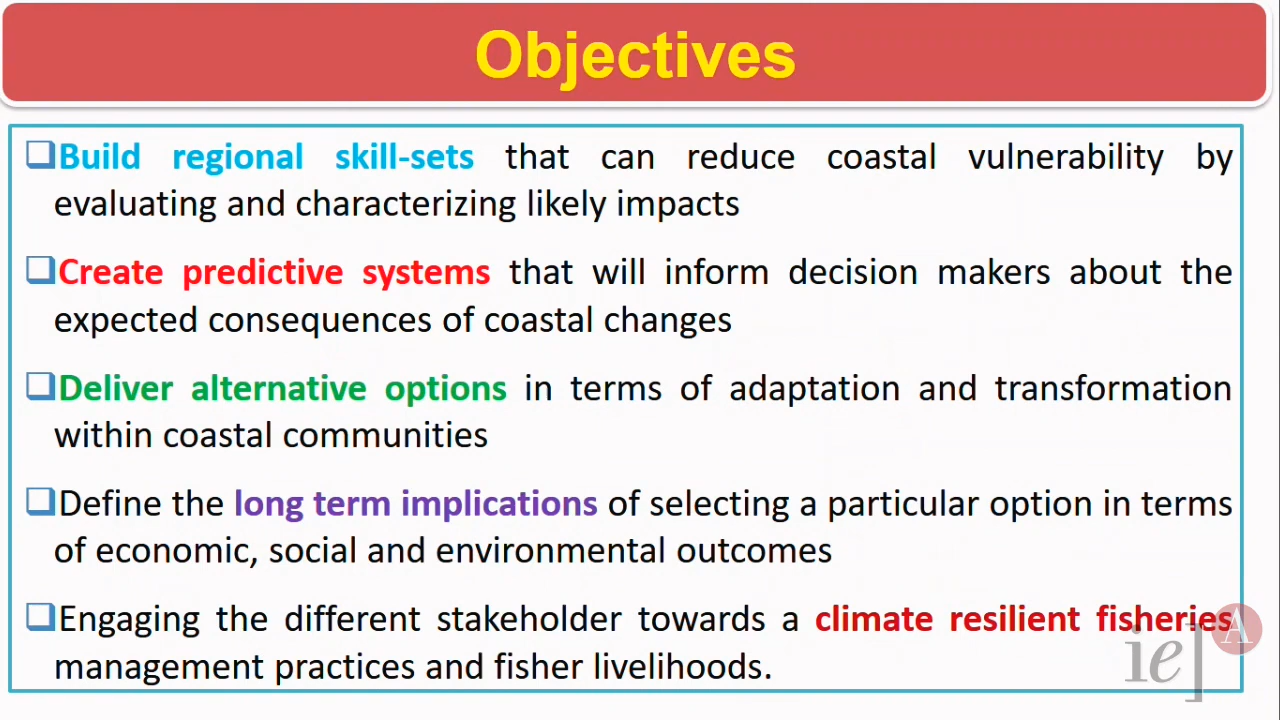 Objectives
❑Build regional skill-sets that can reduce coastal vulnerability by
evaluating and characterizing likely impacts
❑Create predictive systems that will inform decision makers about the
expected consequences of coastal changes
❑Deliver alternative options in terms of adaptation and transformation
within coastal communities
❑Define the long term implications of selecting a particular option in terms
of economic, social and environmental outcomes
❑Engaging the different stakeholder towards a climate resilient fisheries
management practices and fisher livelihoods.
ie] A